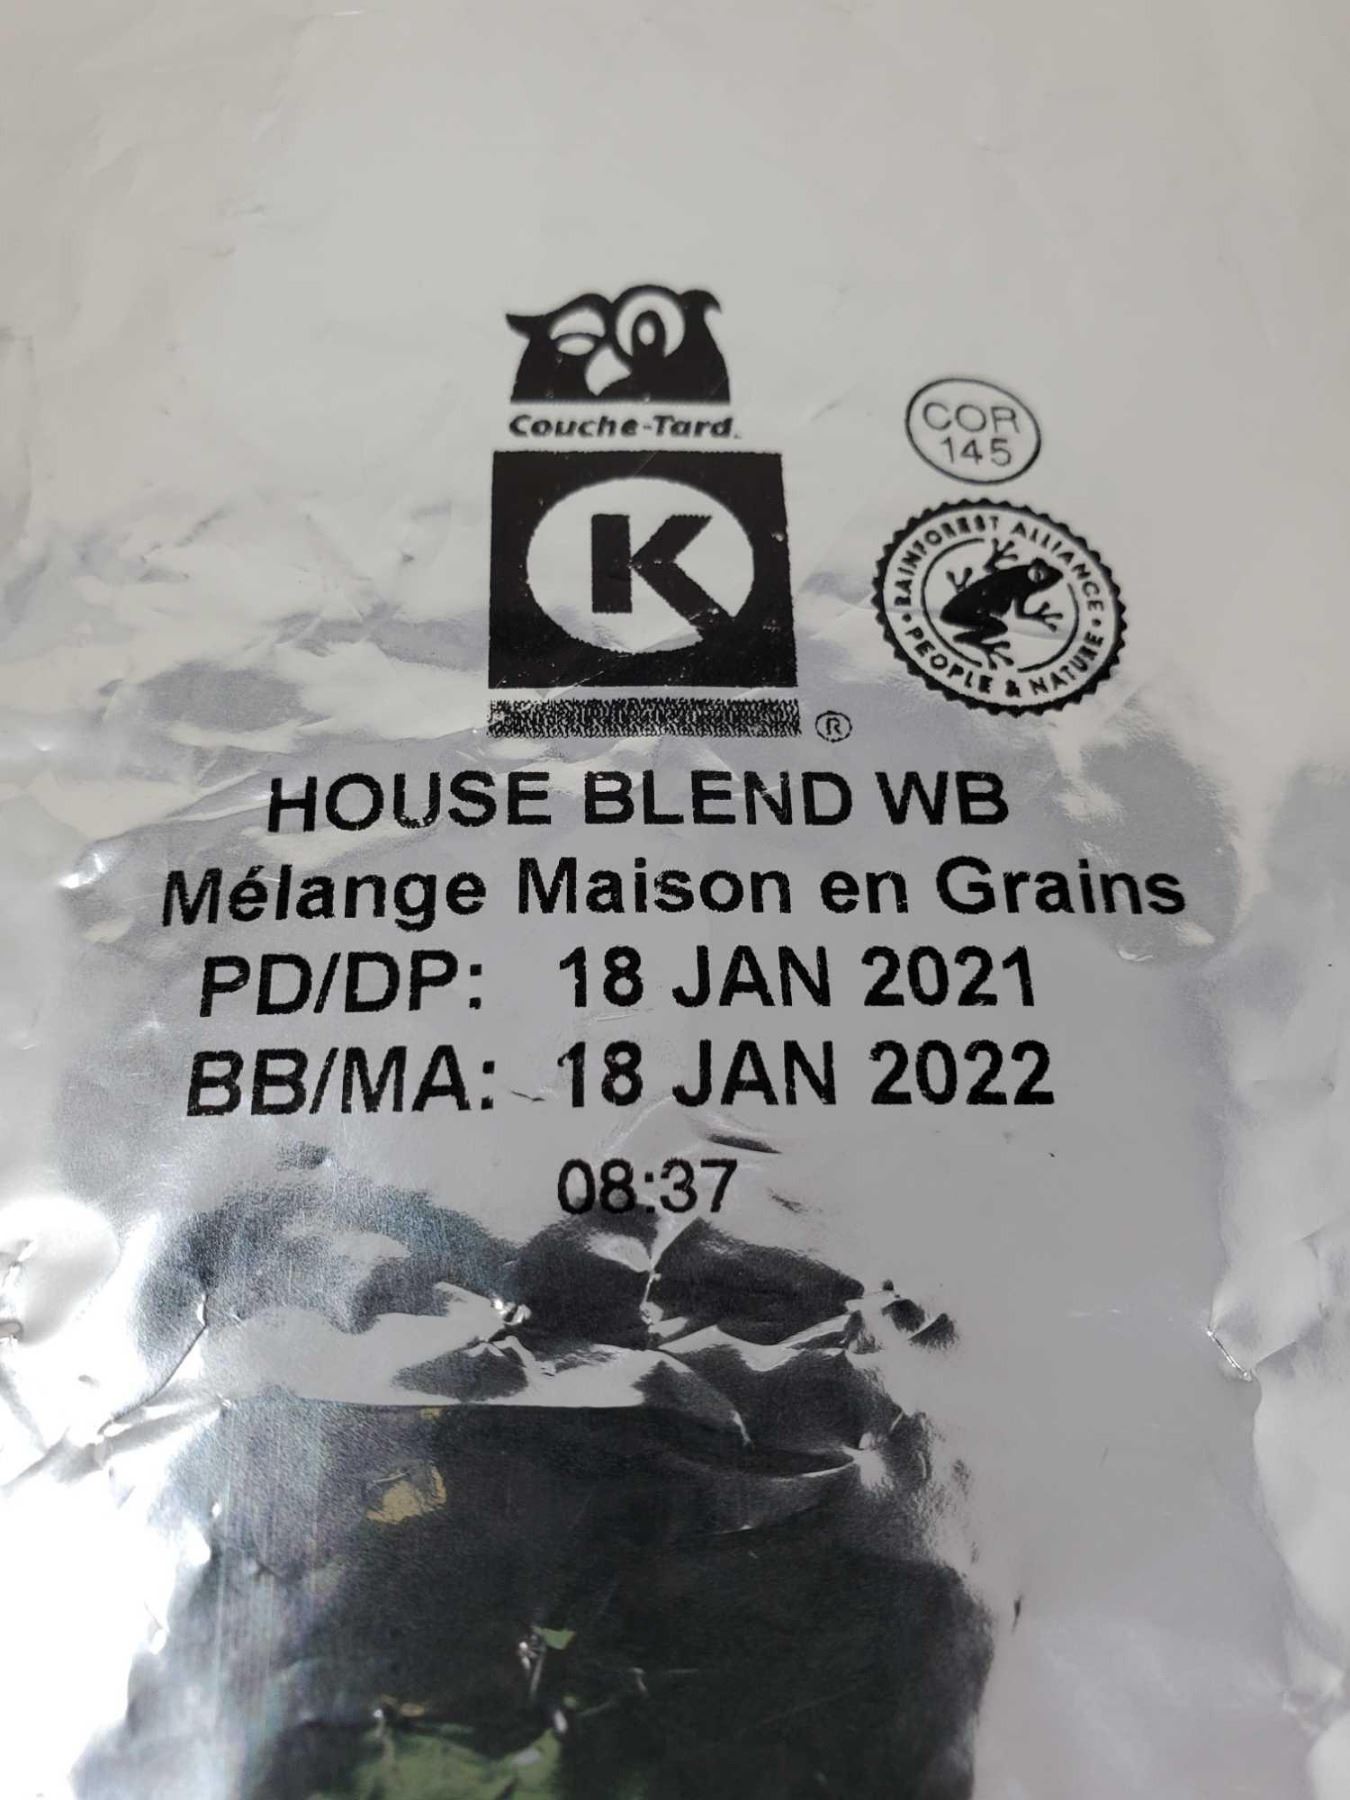 Couche-Tard.
K
®
COR
145
RAINFOREST ALLIANCE
• PEOPLE & NATURE •
HOUSE BLEND WB
Mélange Maison en Grains
PD/DP: 18 JAN 2021
BB/MA: 18 JAN 2022
08:37